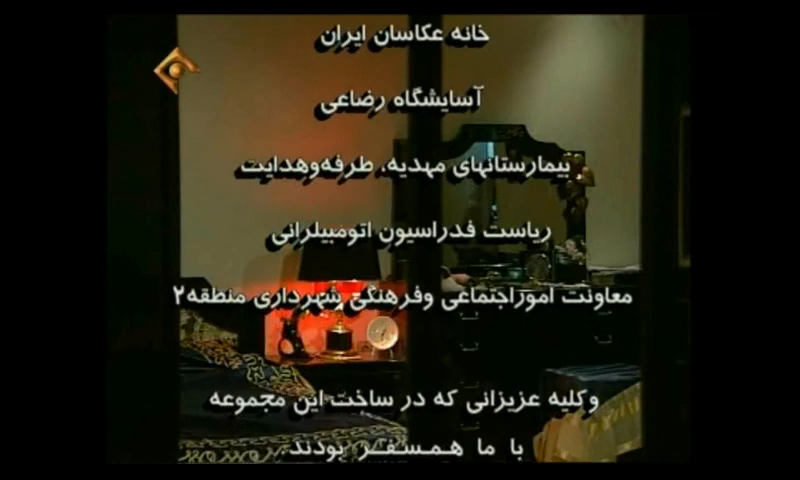 خانه عکاسان ایران
آسایشگاه رضاعی
بیمارستانهای مهدیه، طرفه‌وهدایت
ریاست فدراسیون اتومبیلرانی
معاونت اموراجتماعی وفرهنگی شهرداری منطقه۲
وکلیه عزیزانی که در ساخت این مجموعه
با ما همسفر بودند.